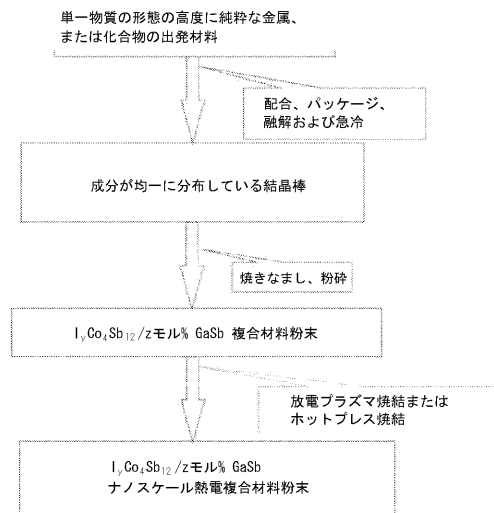 単一物質の形態の高度に純粋な金属、
または化合物の出発材料
配合、パッケージ、
融解および急冷
成分が均一に分布している結晶棒
焼きなまし、粉砕
IyCo4Sb12/zモル% GaSb 複合材料粉末
放電プラズマ焼結または
ホットプレス焼結
IyCo4Sb12/zモル% GaSb
ナノスケール熱電複合材料粉末